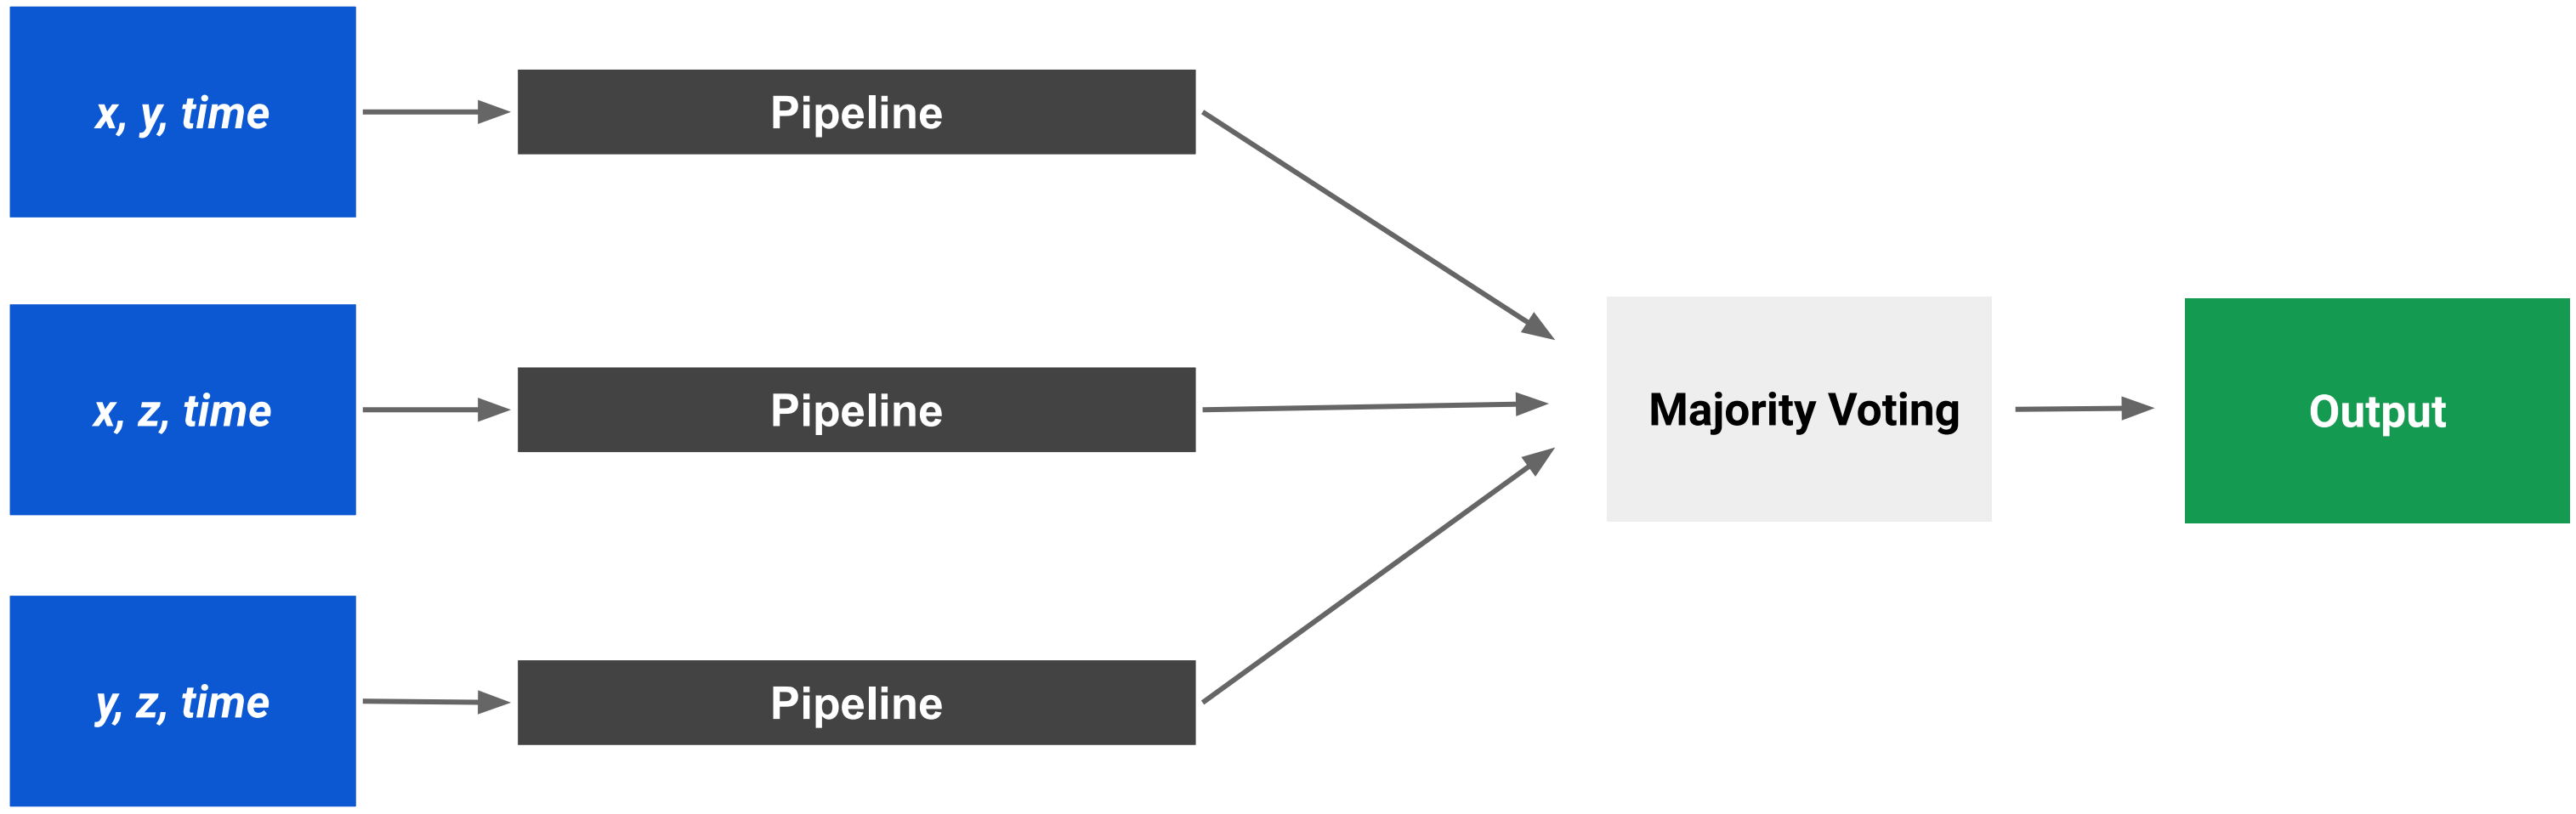 x, y, time
Pipeline
x, z, time
Pipeline
Majority Voting
Output
y, z, time
Pipeline